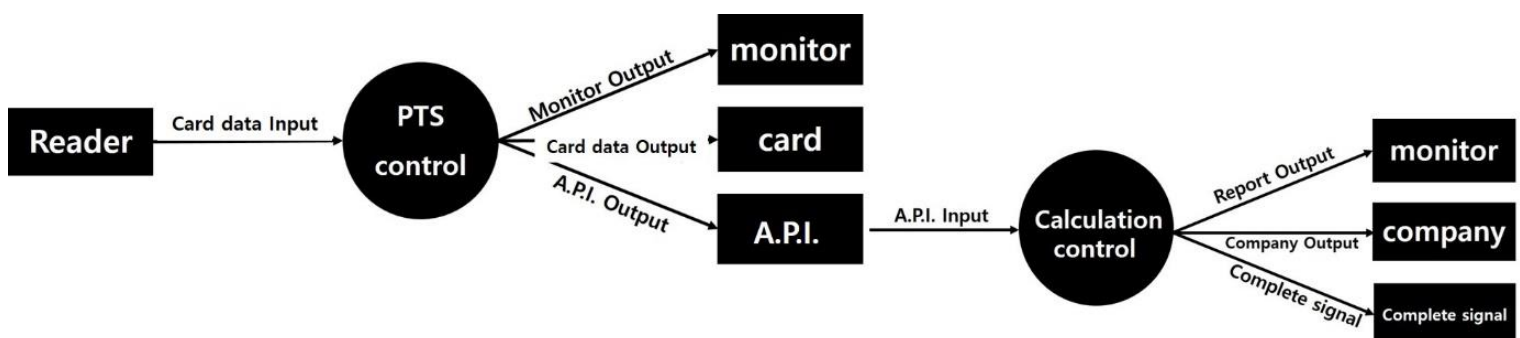 Reader
Card data Input
PTS
control
Monitor Output
Card data Output
A.P.I. Output
monitor
card
A.P.I.
A.P.I. Input
Calculation
control
Report Output
Company Output
Complete signal
monitor
company
Complete signal